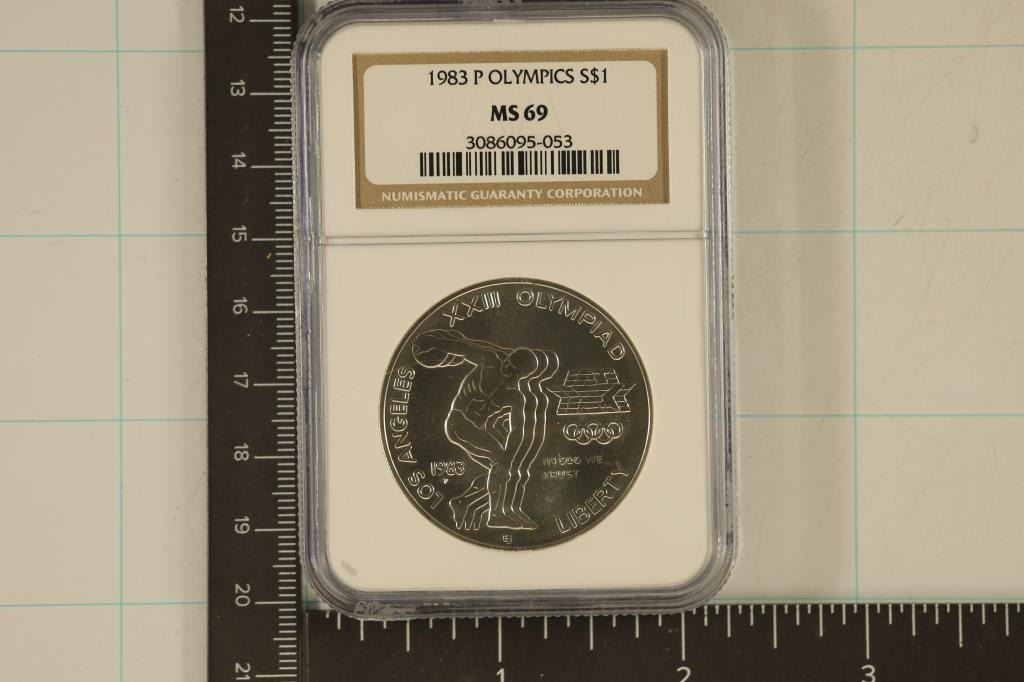 1983 P OLYMPICS S$1
MS 69
3086095-053
NUMISMATIC GUARANTY CORPORATION
XXIII OLYMPIAD
LOS ANGELES
1983
P
IN GOD WE
TRUST
LIBERTY
EJ
12
13
14
15
16
17
18
19
20
21
1 2 3